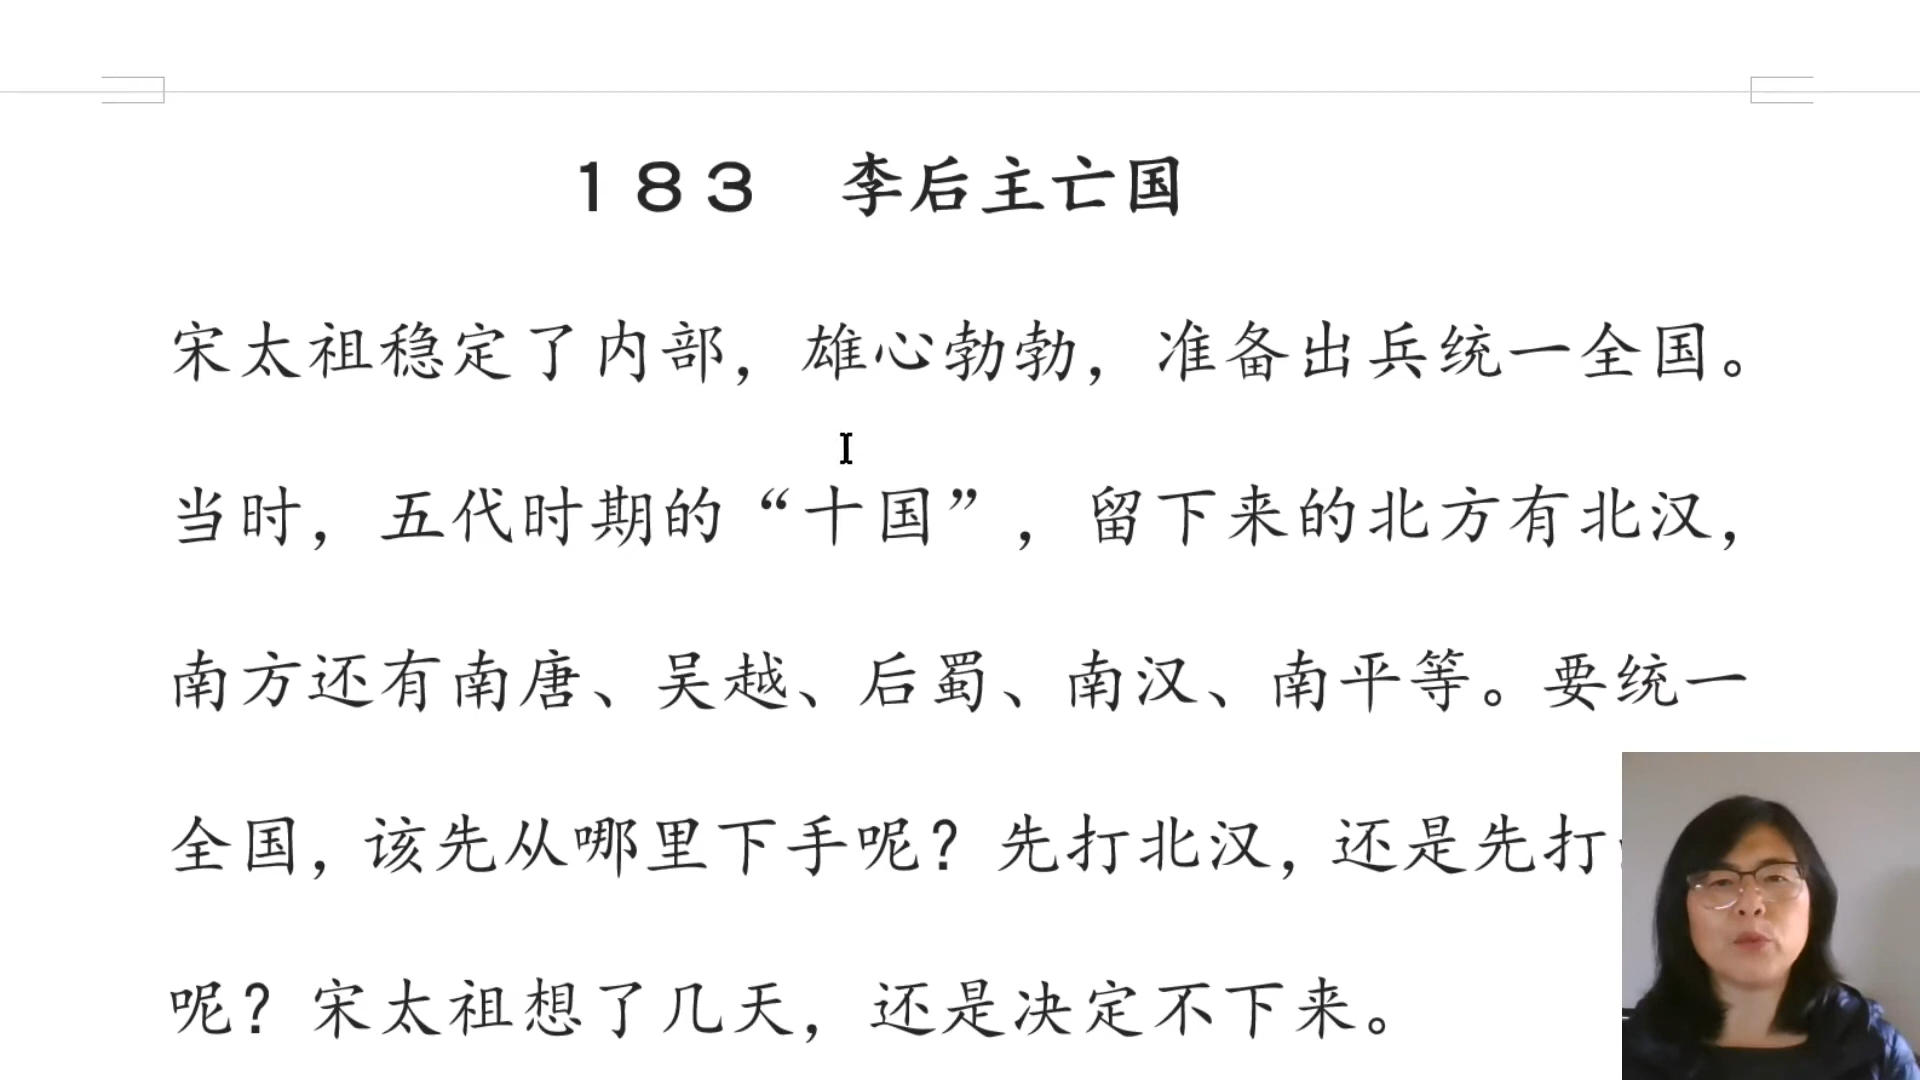 183 李后主亡国
宋太祖稳定了内部，雄心勃勃，准备出兵统一全国。
当时，五代时期的“十国”，留下来的北方有北汉，
南方还有南唐、吴越、后蜀、南汉、南平等。要统一
全国，该先从哪里下手呢？先打北汉，还是先打
呢？宋太祖想了几天，还是决定不下来。